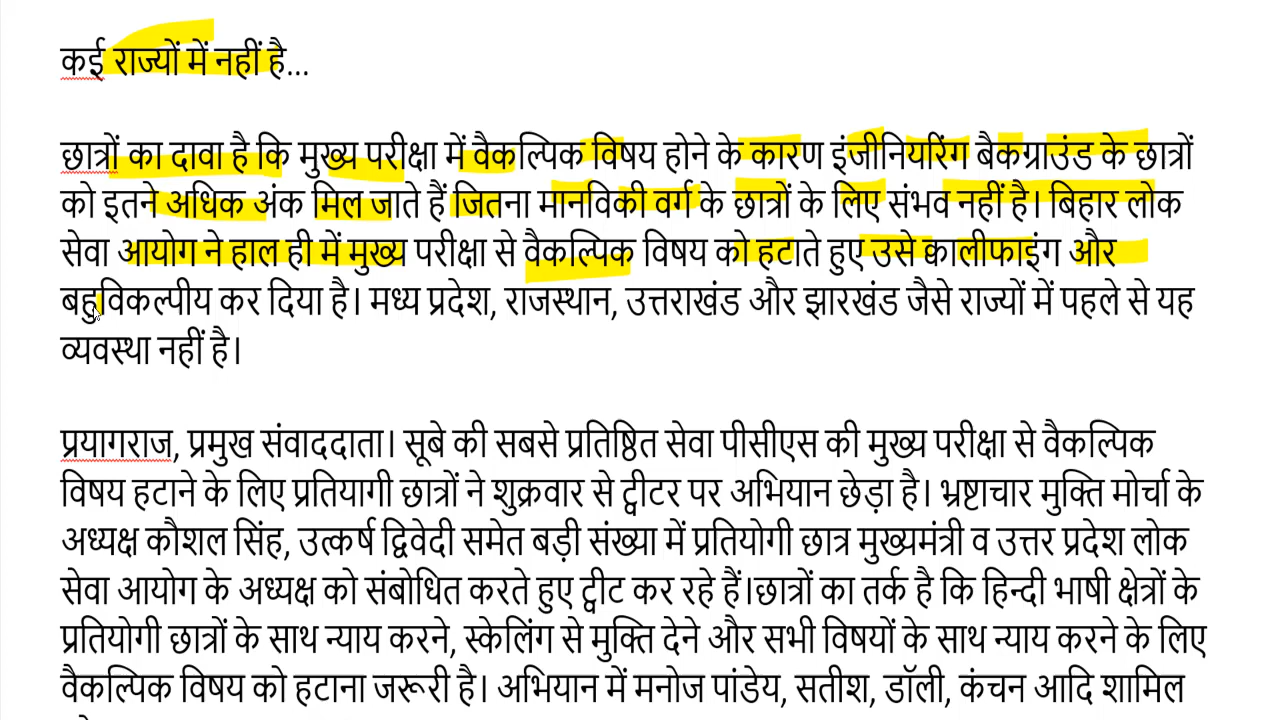 कई राज्यों में नहीं है...
छात्रों का दावा है कि मुख्य परीक्षा में वैकल्पिक विषय होने के कारण इंजीनियरिंग बैकग्राउंड के छात्रों
को इतने अधिक अंक मिल जाते हैं जितना मानविकी वर्ग के छात्रों के लिए संभव नहीं है। बिहार लोक
सेवा आयोग ने हाल ही में मुख्य परीक्षा से वैकल्पिक विषय को हटाते हुए उसे क्वालीफाइंग और
बहुविकल्पीय कर दिया है। मध्य प्रदेश, राजस्थान, उत्तराखंड और झारखंड जैसे राज्यों में पहले से यह
व्यवस्था नहीं है।
प्रयागराज, प्रमुख संवाददाता। सूबे की सबसे प्रतिष्ठित सेवा पीसीएस की मुख्य परीक्षा से वैकल्पिक
विषय हटाने के लिए प्रतियागी छात्रों ने शुक्रवार से ट्वीटर पर अभियान छेड़ा है। भ्रष्टाचार मुक्ति मोर्चा के
अध्यक्ष कौशल सिंह, उत्कर्ष द्विवेदी समेत बड़ी संख्या में प्रतियोगी छात्र मुख्यमंत्री व उत्तर प्रदेश लोक
सेवा आयोग के अध्यक्ष को संबोधित करते हुए ट्वीट कर रहे हैं।छात्रों का तर्क है कि हिन्दी भाषी क्षेत्रों के
प्रतियोगी छात्रों के साथ न्याय करने, स्केलिंग से मुक्ति देने और सभी विषयों के साथ न्याय करने के लिए
वैकल्पिक विषय को हटाना जरूरी है। अभियान में मनोज पांडेय, सतीश, डॉली, कंचन आदि शामिल